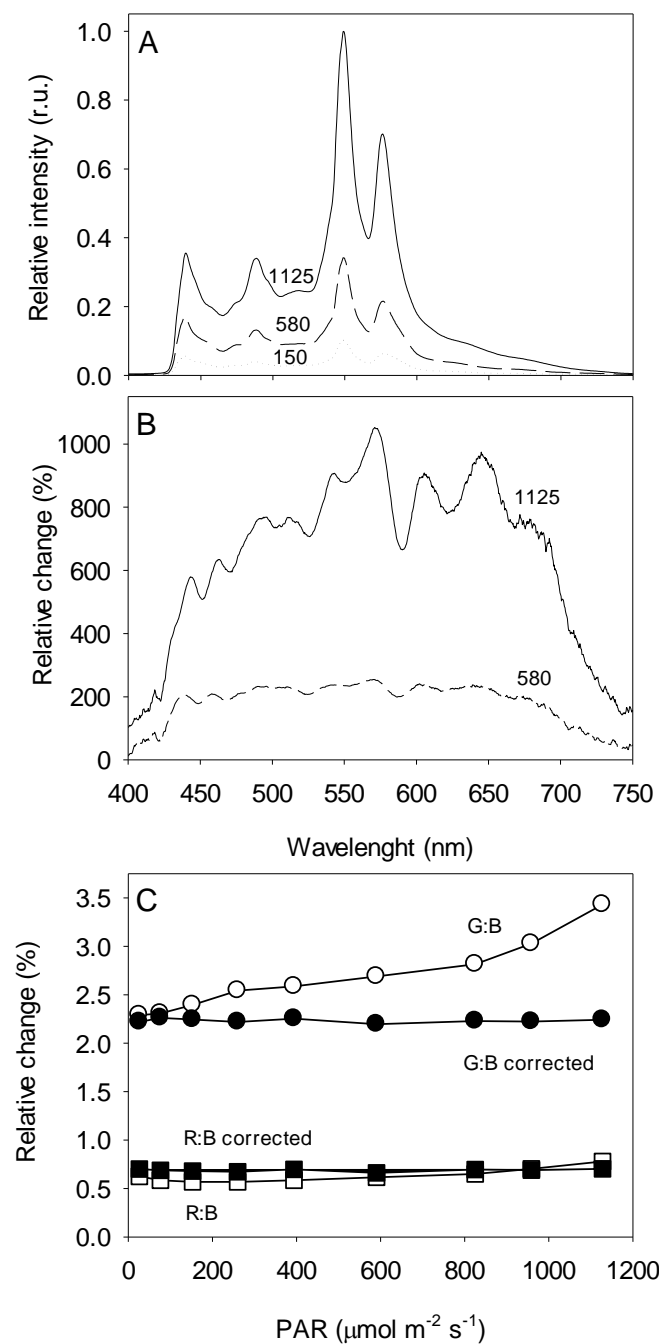 A
Relative intensity (r.u.)
1.0
0.8
0.6
0.4
0.2
0.0
1125
580
150
B
Relative change (%)
1000
800
600
400
200
0
1125
580
400 450 500 550 600 650 700 750
Wavelenght (nm)
C
Relative change (%)
3.5
3.0
2.5
2.0
1.5
1.0
0.5
0.0
G:B
G:B corrected
R:B corrected
R:B
0 200 400 600 800 1000 1200
PAR (μmol m⁻² s⁻¹)